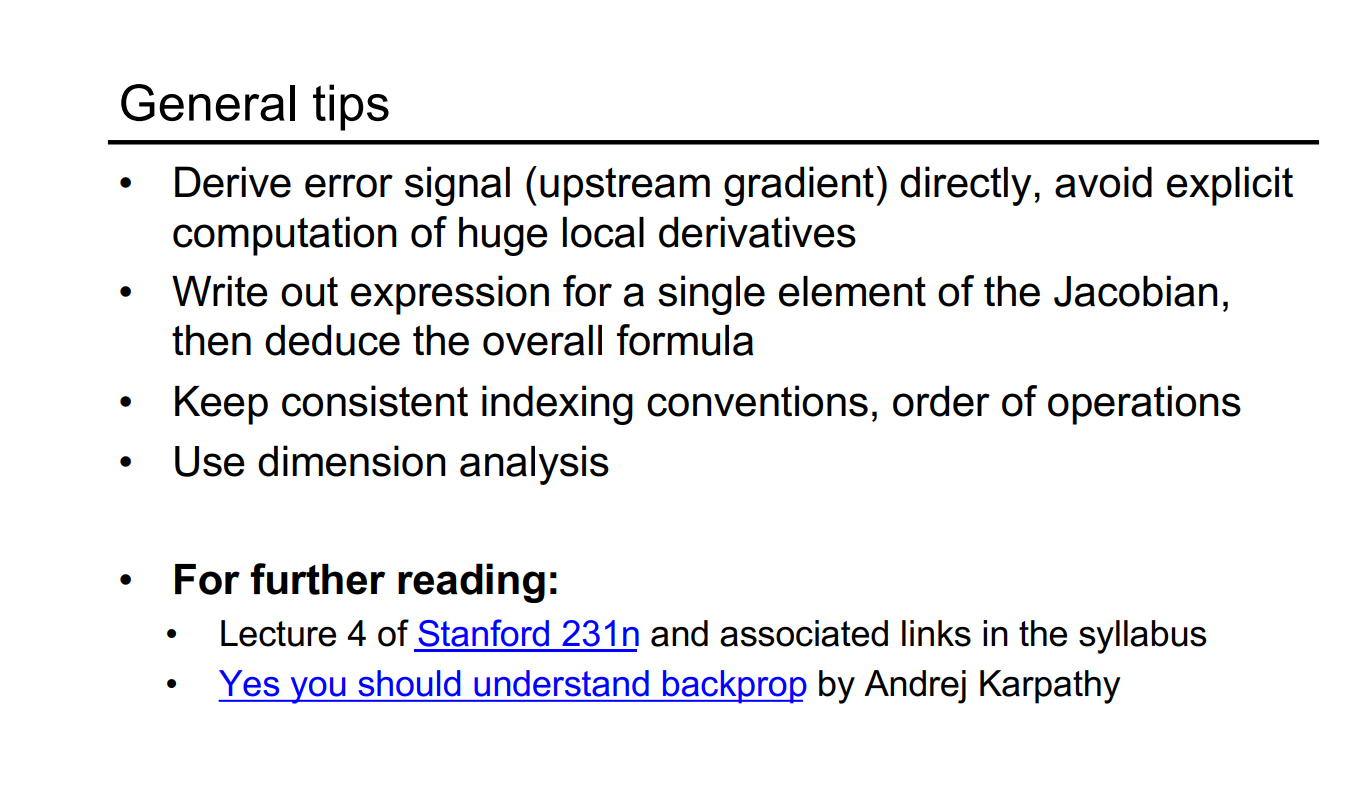 General tips
• Derive error signal (upstream gradient) directly, avoid explicit
computation of huge local derivatives
• Write out expression for a single element of the Jacobian,
then deduce the overall formula
• Keep consistent indexing conventions, order of operations
• Use dimension analysis
• For further reading:
• Lecture 4 of Stanford 231n and associated links in the syllabus
• Yes you should understand backprop by Andrej Karpathy